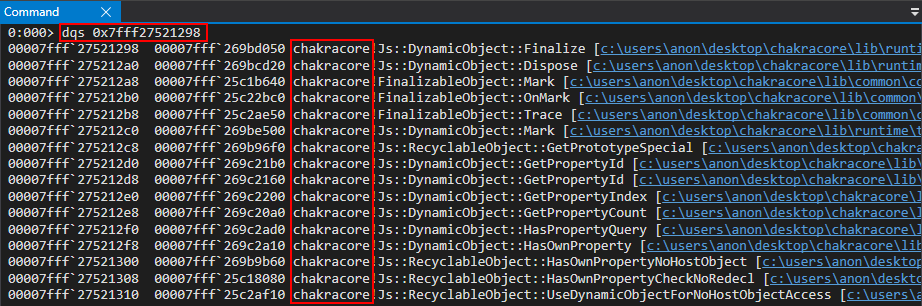 Command
0:000> dqs 0x7fff27521298
00007fff`27521298  00007fff`269bd050 chakracore!Js::DynamicObject::Finalize [c:\users\anon\desktop\chakracore\lib\runti
00007fff`275212a0  00007fff`269bcd20 chakracore!Js::DynamicObject::Dispose [c:\users\anon\desktop\chakracore\lib\runtim
00007fff`275212a8  00007fff`25c1b640 chakracore!FinalizableObject::Mark [c:\users\anon\desktop\chakracore\lib\common\co
00007fff`275212b0  00007fff`25c22bc0 chakracore!FinalizableObject::OnMark [c:\users\anon\desktop\chakracore\lib\common\
00007fff`275212b8  00007fff`25c2ae50 chakracore!FinalizableObject::Trace [c:\users\anon\desktop\chakracore\lib\common\c
00007fff`275212c0  00007fff`269be500 chakracore!Js::DynamicObject::Mark [c:\users\anon\desktop\chakracore\lib\runtime\
00007fff`275212c8  00007fff`269b96f0 chakracore!Js::RecyclableObject::GetPrototypeSpecial [c:\users\anon\desktop\chakra
00007fff`275212d0  00007fff`269c21b0 chakracore!Js::DynamicObject::GetPropertyId [c:\users\anon\desktop\chakracore\lib\
00007fff`275212d8  00007fff`269c2160 chakracore!Js::DynamicObject::GetPropertyId [c:\users\anon\desktop\chakracore\lib\
00007fff`275212e0  00007fff`269c2200 chakracore!Js::DynamicObject::GetPropertyIndex [c:\users\anon\desktop\chakracore\l
00007fff`275212e8  00007fff`269c20a0 chakracore!Js::DynamicObject::GetPropertyCount [c:\users\anon\desktop\chakracore\l
00007fff`275212f0  00007fff`269c2ad0 chakracore!Js::DynamicObject::HasPropertyQuery [c:\users\anon\desktop\chakracore\l
00007fff`275212f8  00007fff`269c2a10 chakracore!Js::DynamicObject::HasOwnProperty [c:\users\anon\desktop\chakracore\lib
00007fff`27521300  00007fff`269b9b60 chakracore!Js::RecyclableObject::HasOwnPropertyNoHostObject [c:\users\anon\desktop
00007fff`27521308  00007fff`25c18080 chakracore!Js::RecyclableObject::HasOwnPropertyCheckNoRedecl [c:\users\anon\deskto
00007fff`27521310  00007fff`25c2af10 chakracore!Js::RecyclableObject::UseDynamicObjectForNoHostObjectAccess [c:\users\a